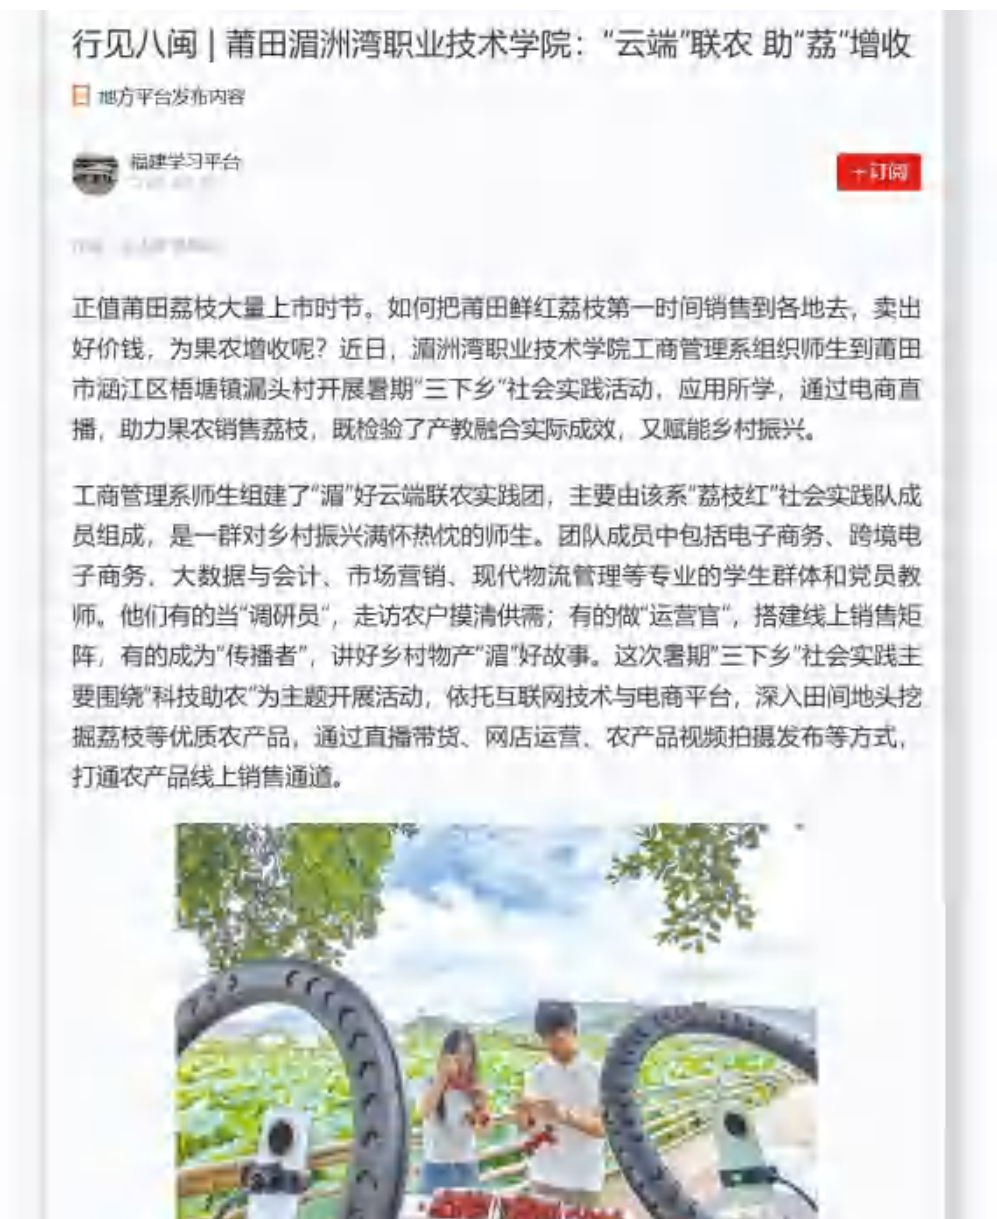 行见八闽 | 莆田湄洲湾职业技术学院：“云端”联农 助“荔”增收
地方平台发布内容
福建学习平台
+订阅
正值莆田荔枝大量上市时节。如何把莆田鲜红荔枝第一时间销售到各地去，卖出
好价钱，为果农增收呢？近日，湄洲湾职业技术学院工商管理系组织师生到莆田
市涵江区梧塘镇漏头村开展暑期“三下乡”社会实践活动，应用所学，通过电商直
播，助力果农销售荔枝，既检验了产教融合实际成效，又赋能乡村振兴。
工商管理系师生组建了“湄”好云端联农实践团，主要由该系“荔枝红”社会实践队成
员组成，是一群对乡村振兴满怀热忱的师生。团队成员中包括电子商务、跨境电
子商务、大数据与会计、市场营销、现代物流管理等专业的学生群体和党员教
师。他们有的当“调研员”，走访农户摸清供需；有的做“运营官”，搭建线上销售矩
阵，有的成为“传播者”，讲好乡村物产“湄”好故事。这次暑期“三下乡”社会实践主
要围绕“科技助农”为主题开展活动，依托互联网技术与电商平台，深入田间地头挖
掘荔枝等优质农产品，通过直播带货、网店运营、农产品视频拍摄发布等方式，
打通农产品线上销售通道。